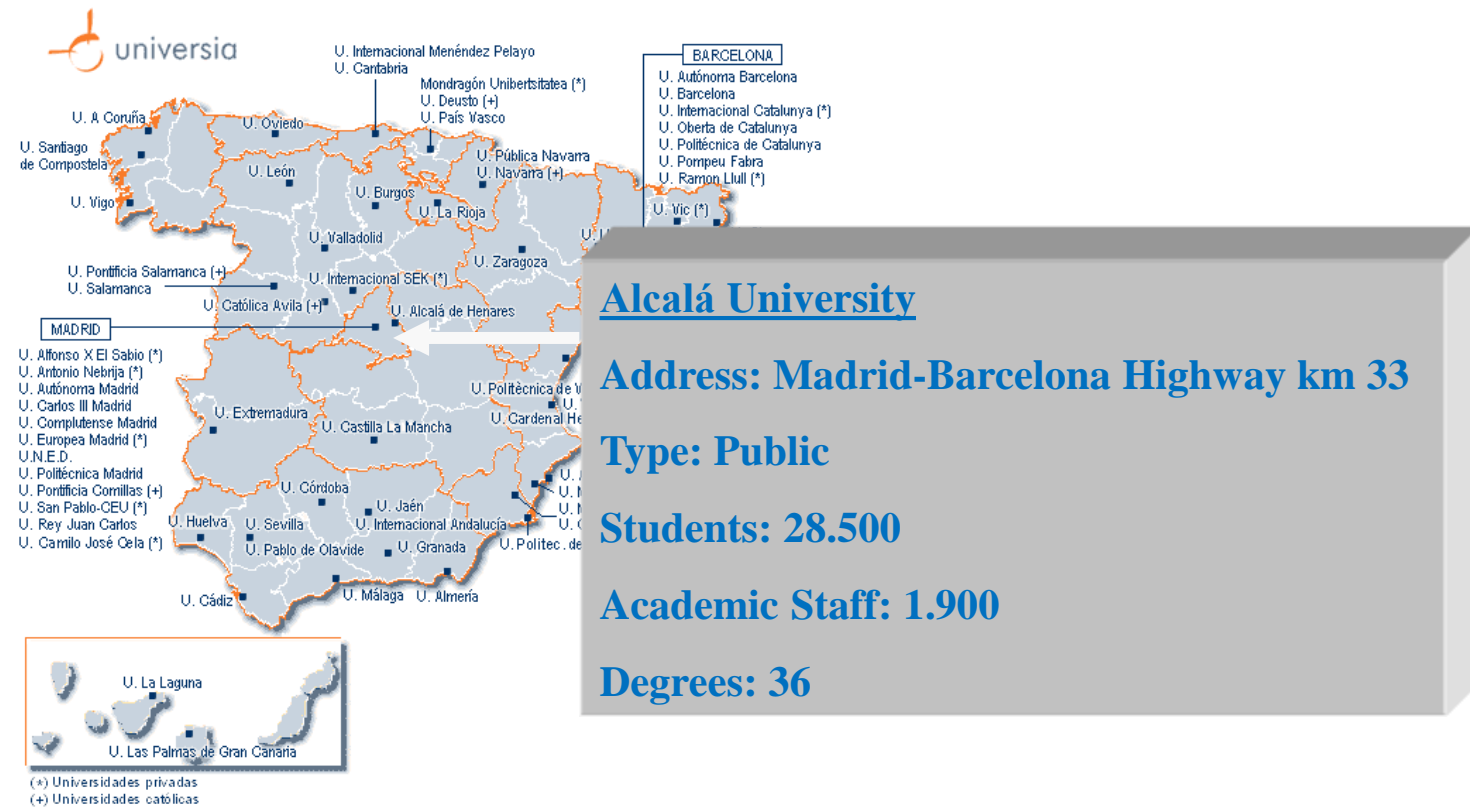 universia
U. Internacional Menéndez Pelayo
U. Cantabria
Mondragón Unibertsitatea (*)
U. Deusto (+)
U. País Vasco
BARCELONA
U. Autónoma Barcelona
U. Barcelona
U. Internacional Catalunya (*)
U. Oberta de Catalunya
U. Politécnica de Catalunya
U. Pompeu Fabra
U. Ramon Llull (*)
U. A Coruña
U. Oviedo
U. Santiago
de Compostela
U. Pública Navarra
U. Navarra (+)
U. León
U. Burgos
U. Vigo
U. La Rioja
U. Vic (*)
U. Valladolid
U. Zaragoza
U. Pontificia Salamanca (+)
U. Salamanca
U. Internacional SEK (*)
U. Católica Avila (+)
U. Alcalá de Henares
MADRID
U. Alfonso X El Sabio (*)
U. Antonio Nebrija (*)
U. Autónoma Madrid
U. Carlos III Madrid
U. Complutense Madrid
U. Europea Madrid (*)
U.N.E.D.
U. Politécnica Madrid
U. Pontificia Comillas (+)
U. San Pablo-CEU (*)
U. Rey Juan Carlos
U. Camilo José Cela (*)
U. Politècnica de
U.
U. Cardenal
U. Extremadura
U. Castilla La Mancha
U. Córdoba
U. Jaén
U. Huelva
U. Sevilla
U. Internacional Andalucía
U. Pablo de Olavide
U. Granada
U. Politec. de
U. Cádiz
U. Málaga
U. Almería
U. La Laguna
U. Las Palmas de Gran Canaria
(*) Universidades privadas
(+) Universidades católicas
Alcalá University
Address: Madrid-Barcelona Highway km 33
Type: Public
Students: 28.500
Academic Staff: 1.900
Degrees: 36